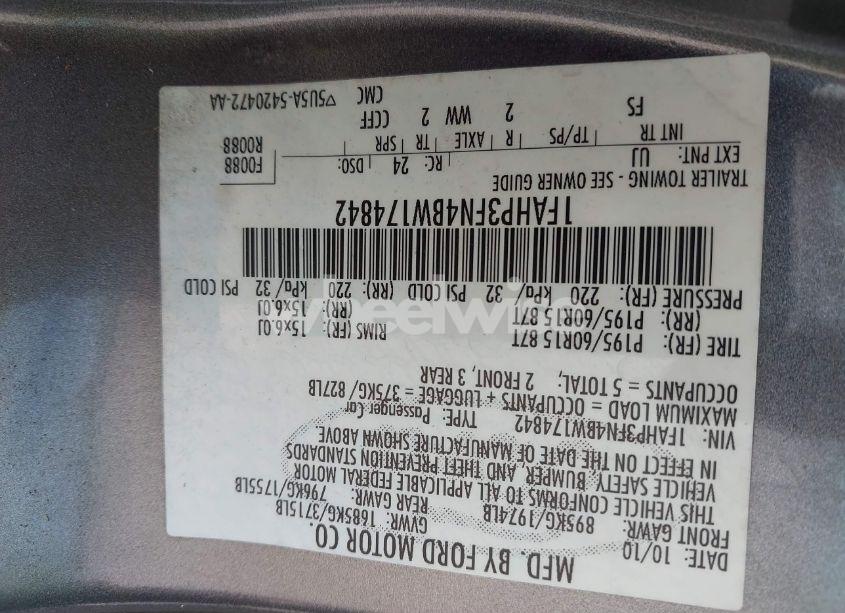 MFD. BY FORD MOTOR CO.
DATE: 10/10 GVWR: 1685KG/3715LB
FRONT GAWR: REAR GAWR:
895KG/1974LB 796KG/1755LB
THIS VEHICLE CONFORMS TO ALL APPLICABLE FEDERAL MOTOR
VEHICLE SAFETY, BUMPER, AND THEFT PREVENTION STANDARDS
IN EFFECT ON THE DATE OF MANUFACTURE SHOWN ABOVE
VIN: 1FAHP3FN4BW174842 TYPE: Passenger Car
MAXIMUM LOAD = OCCUPANTS + LUGGAGE = 375KG/ 827LB
OCCUPANTS = 5 TOTAL; 2 FRONT, 3 REAR
TIRE (FR): P195/60R15 87T RIMS (FR): 15x6.0J
(RR): P195/60R15 87T (RR): 15x6.0J
PRESSURE (FR): 220 kPa/ 32 PSI COLD (RR) 220 kPa/ 32 PSI COLD
1FAHP3FN4BW174842
TRAILER TOWING - SEE OWNER GUIDE
EXT PNT: UJ RC: 24 DSO: F0088
R0088
INT TR TP/PS R AXLE TR SPR
FS 2 WW 2 CCFF
CMC ▽5U5A-5420472-AA
wheelwire